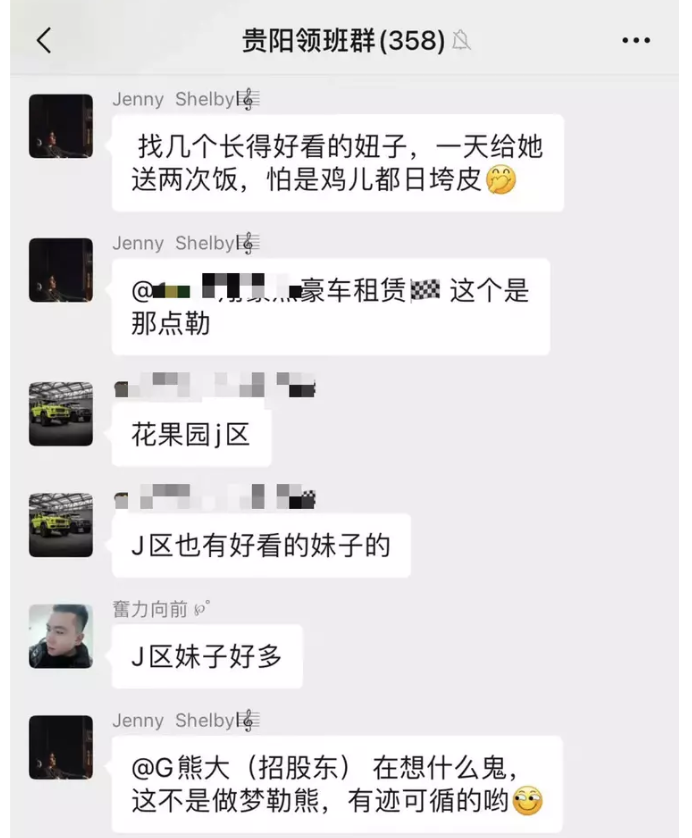 贵阳领班群(358)
Jenny Shelby
找几个长得好看的妞子，一天给她
送两次饭，怕是鸡儿都日垮皮🤭
Jenny Shelby
@
豪车租赁🏁 这个是
那点勒
花果园j区
J区也有好看的妹子的
奋力向前
J区妹子好多
Jenny Shelby
@G熊大（招股东） 在想什么鬼，
这不是做梦勒熊，有迹可循的哟